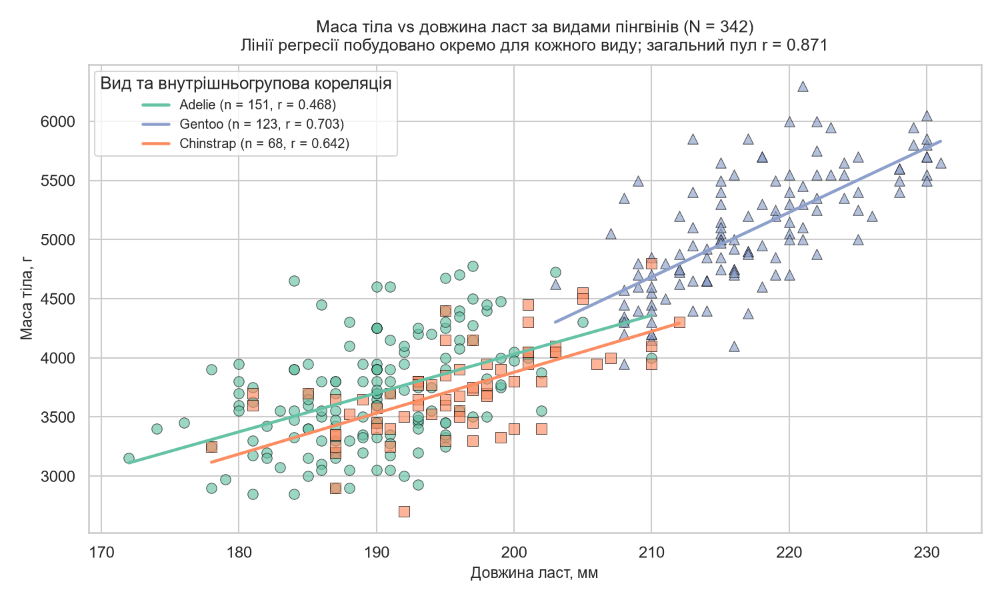 Маса тіла vs довжина ласт за видами пінгвінів (N = 342)
Лінії регресії побудовано окремо для кожного виду; загальний пул r = 0.871
Вид та внутрішньогрупова кореляція
Adelie (n = 151, r = 0.468)
Gentoo (n = 123, r = 0.703)
Chinstrap (n = 68, r = 0.642)
Маса тіла, г
6000
5500
5000
4500
4000
3500
3000
170 180 190 200 210 220 230
Довжина ласт, мм